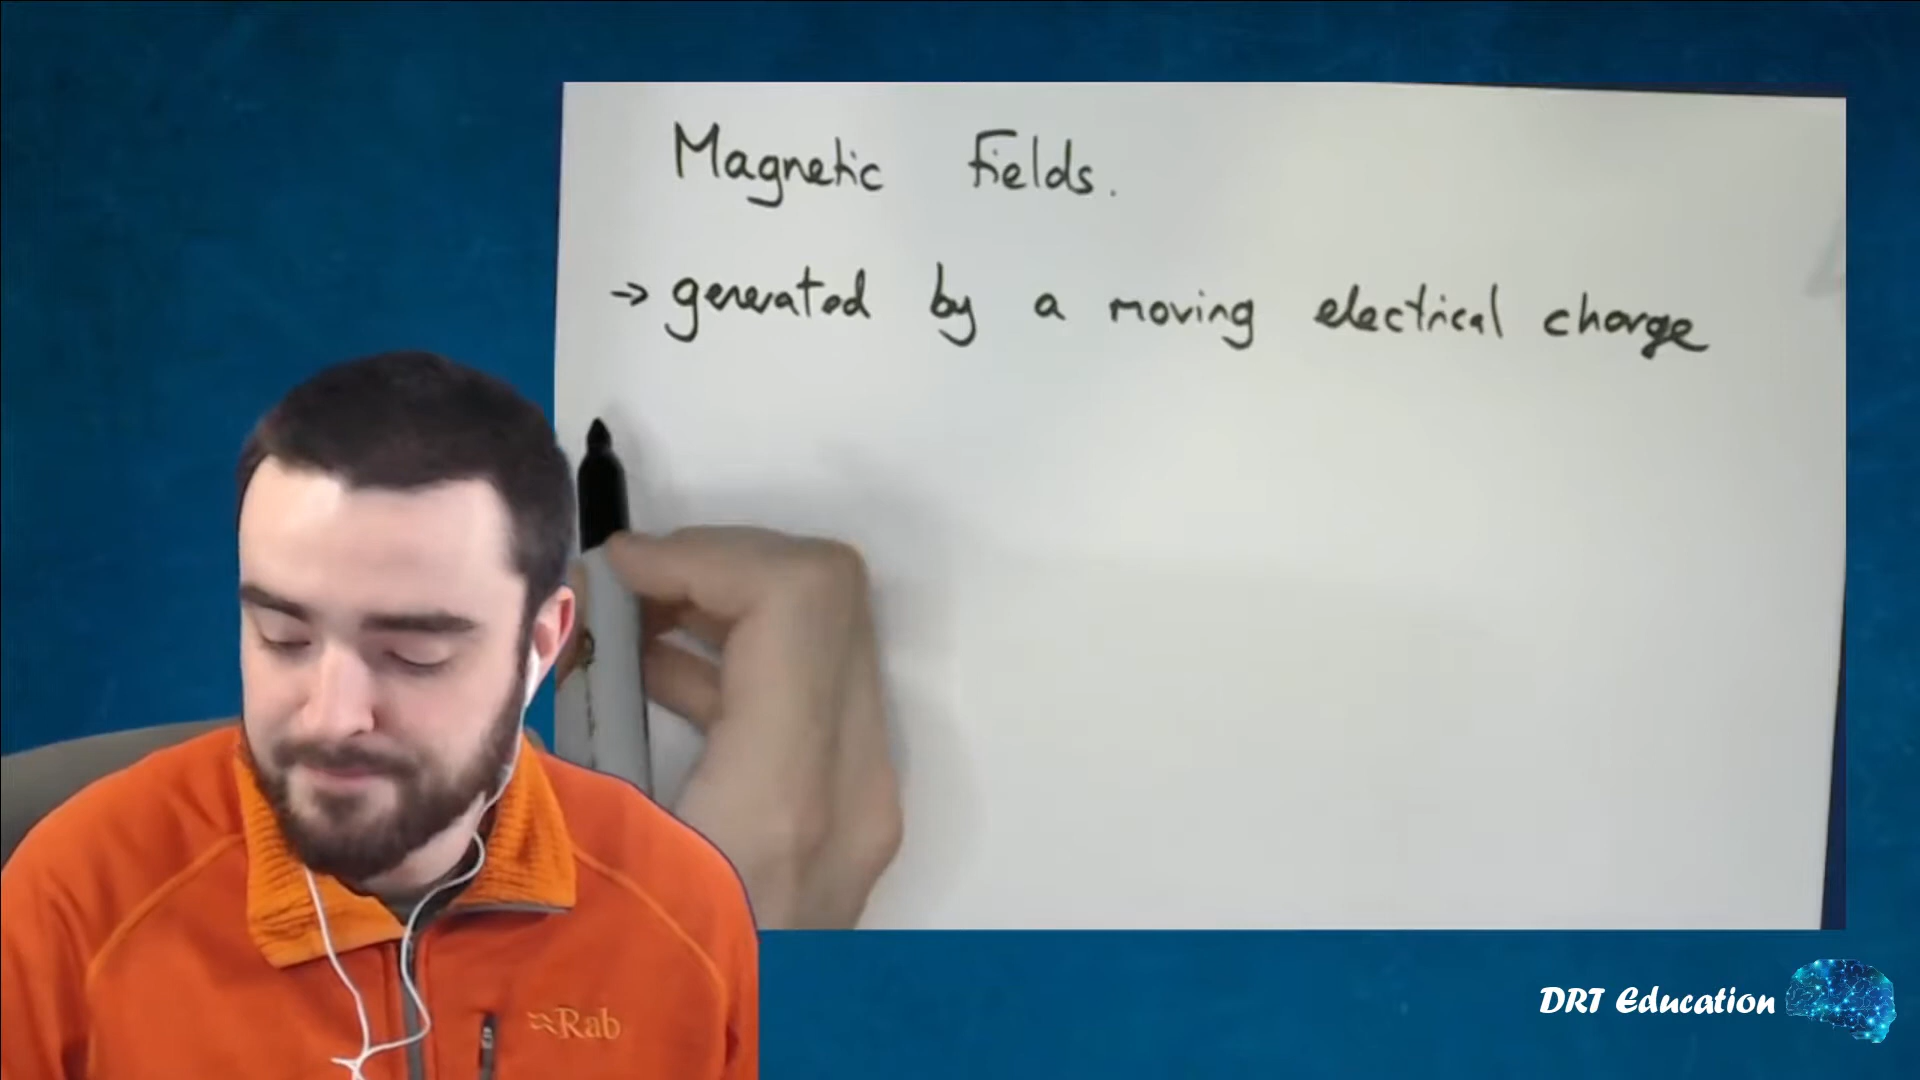 Magnetic Fields.
→ generated by a moving electrical charge
Rab
DRT Education